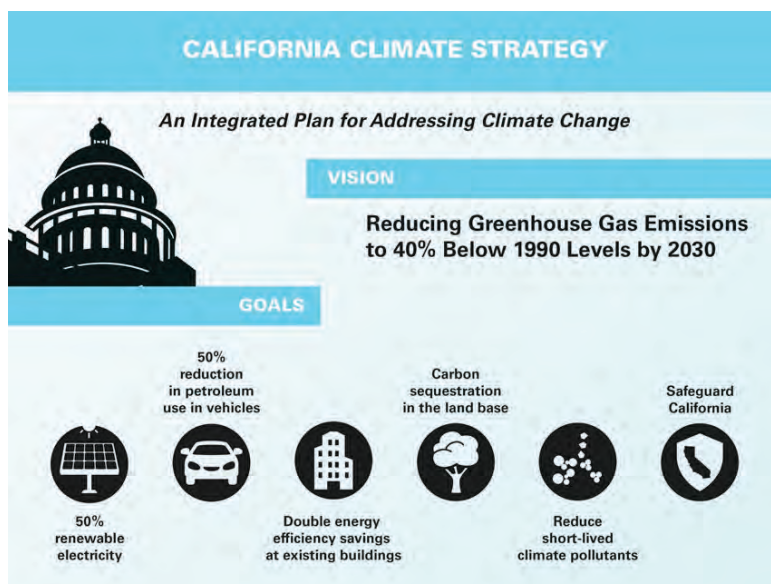 CALIFORNIA CLIMATE STRATEGY
An Integrated Plan for Addressing Climate Change
VISION
Reducing Greenhouse Gas Emissions
to 40% Below 1990 Levels by 2030
GOALS
50%
renewable
electricity
50%
reduction
in petroleum
use in vehicles
Double energy
efficiency savings
at existing buildings
Carbon
sequestration
in the land base
Reduce
short-lived
climate pollutants
Safeguard
California